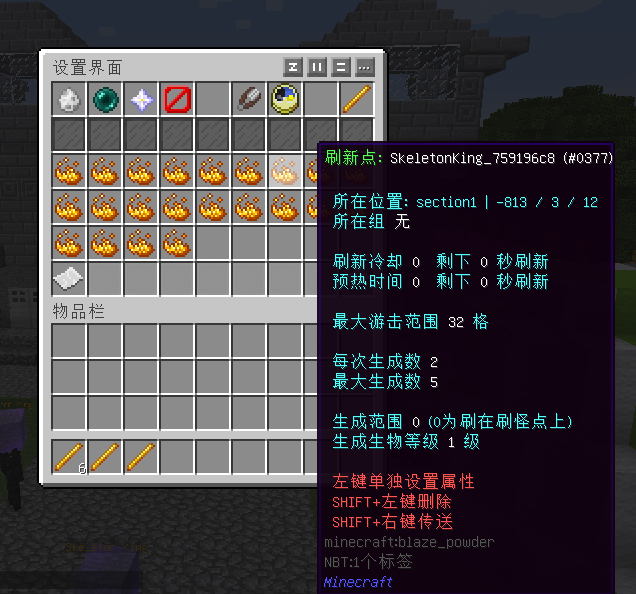 设置界面
刷新点: SkeletonKing_759196c8 (#0377)
所在位置: section1 | -813 / 3 / 12
所在组 无
刷新冷却 0 剩下 0 秒刷新
预热时间 0 剩下 0 秒刷新
最大游击范围 32 格
每次生成数 2
最大生成数 5
生成范围 0 (0为刷在刷怪点上)
生成生物等级 1 级
左键单独设置属性
SHIFT+左键删除
SHIFT+右键传送
minecraft:blaze_powder
NBT:1个标签
Minecraft
物品栏
6